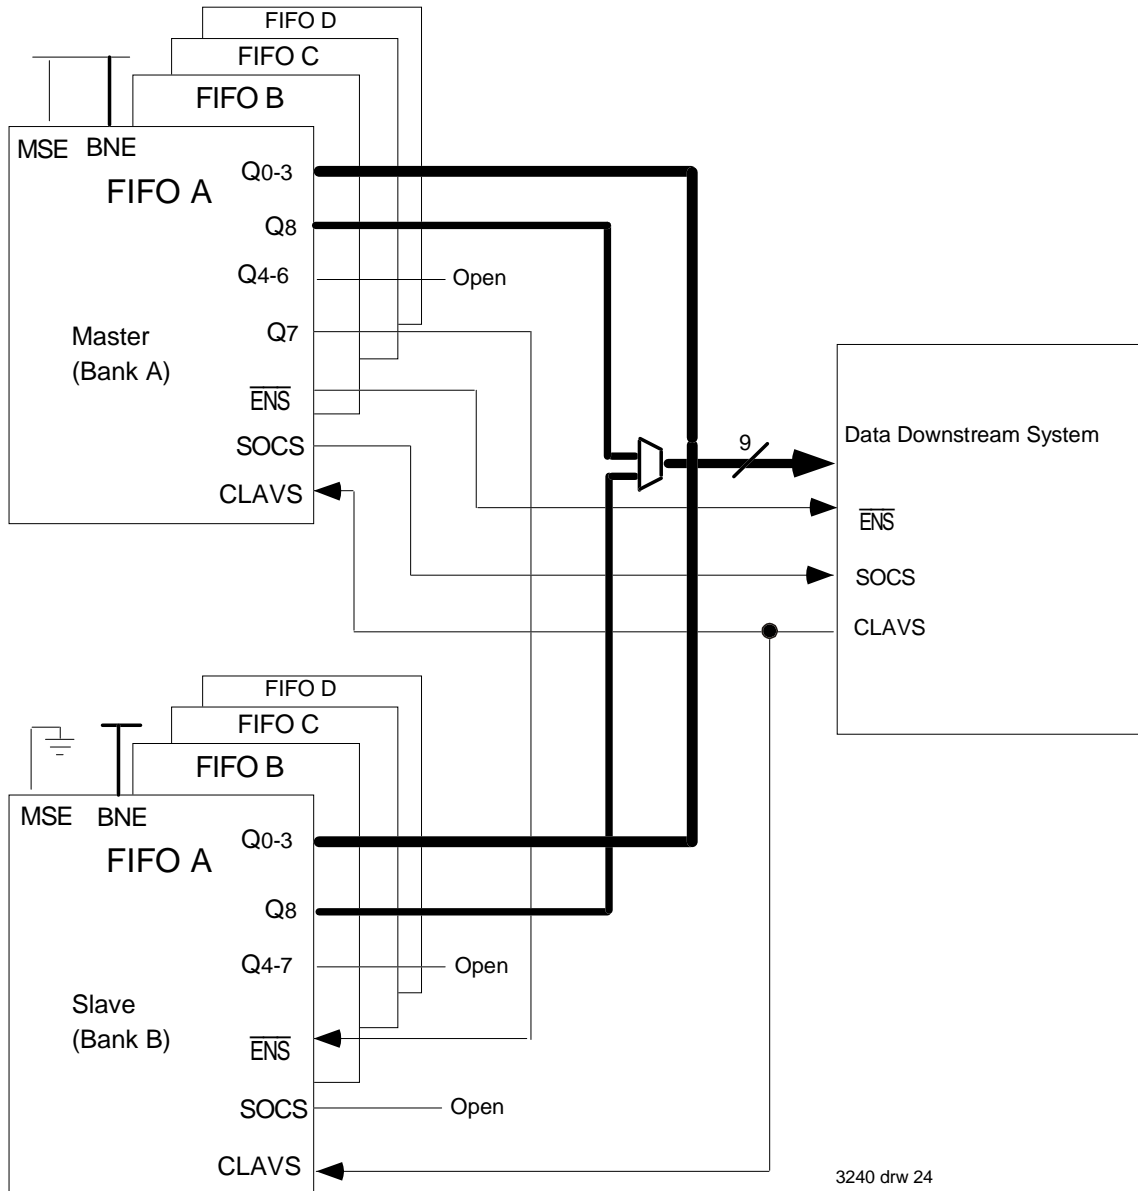 FIFO D
FIFO C
FIFO B
MSE BNE
Q0-3
FIFO A
Q8
Q4-6
Open
Q7
Master
(Bank A)
ENS
SOCS
CLAVS
9
Data Downstream System
ENS
SOCS
CLAVS
FIFO D
FIFO C
FIFO B
MSE BNE
Q0-3
FIFO A
Q8
Q4-7
Open
Slave
(Bank B)
ENS
SOCS
Open
CLAVS
3240 drw 24